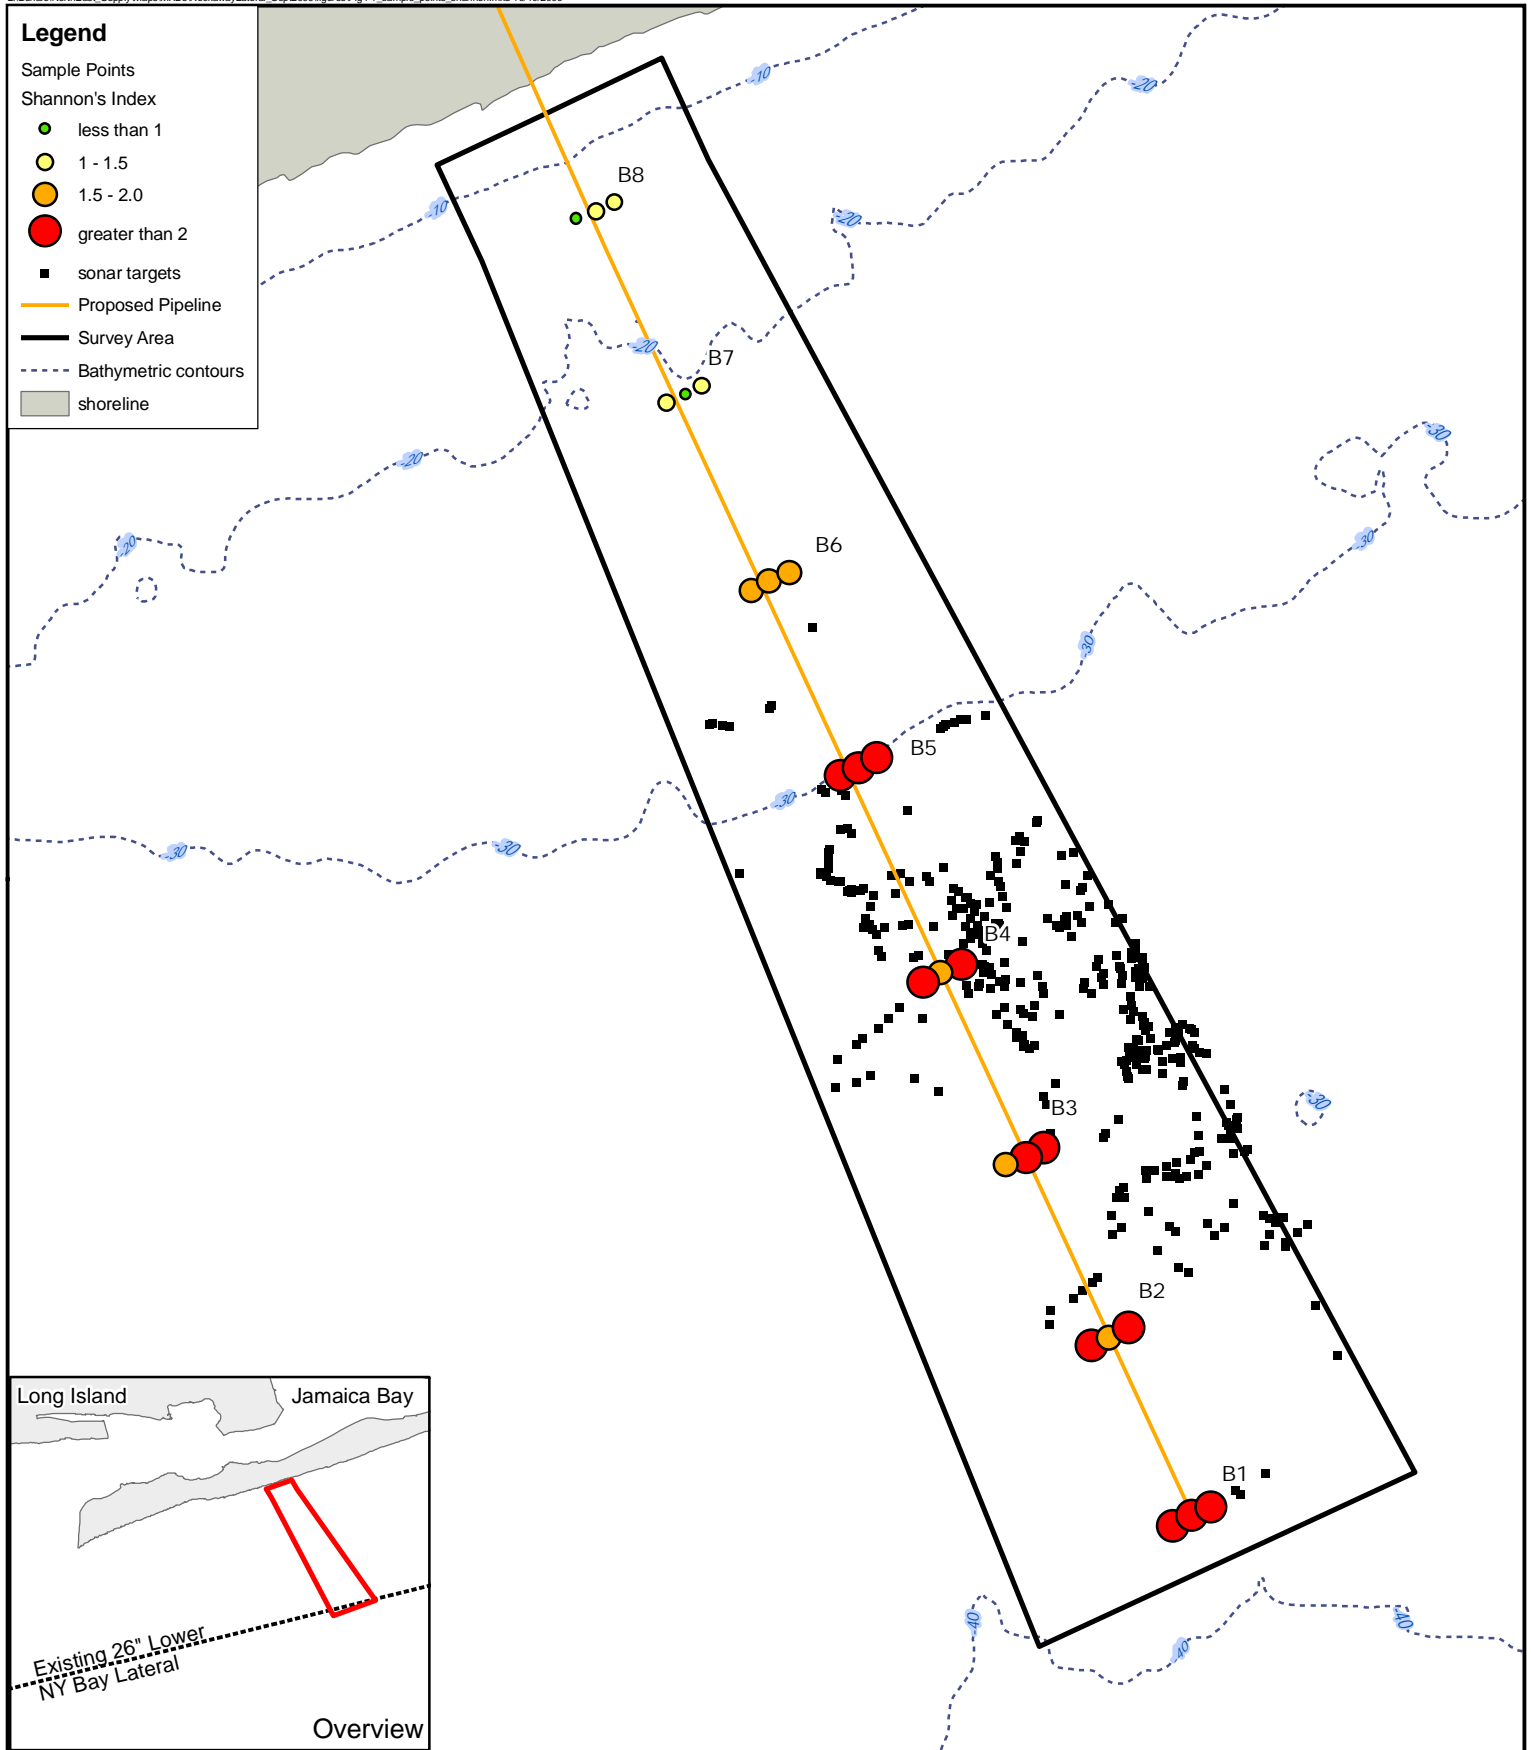 Legend
Sample Points
Shannon's Index
less than 1
1 - 1.5
1.5 - 2.0
greater than 2
sonar targets
Proposed Pipeline
Survey Area
Bathymetric contours
shoreline
-10
-20
-10
B8
-20
-20
B7
-30
-20
-20
-30
B6
-30
B5
-30
-30
-30
B4
-30
B3
B2
Long Island
Jamaica Bay
B1
Existing 26" Lower
NY Bay Lateral
-40
-40
-40
Overview